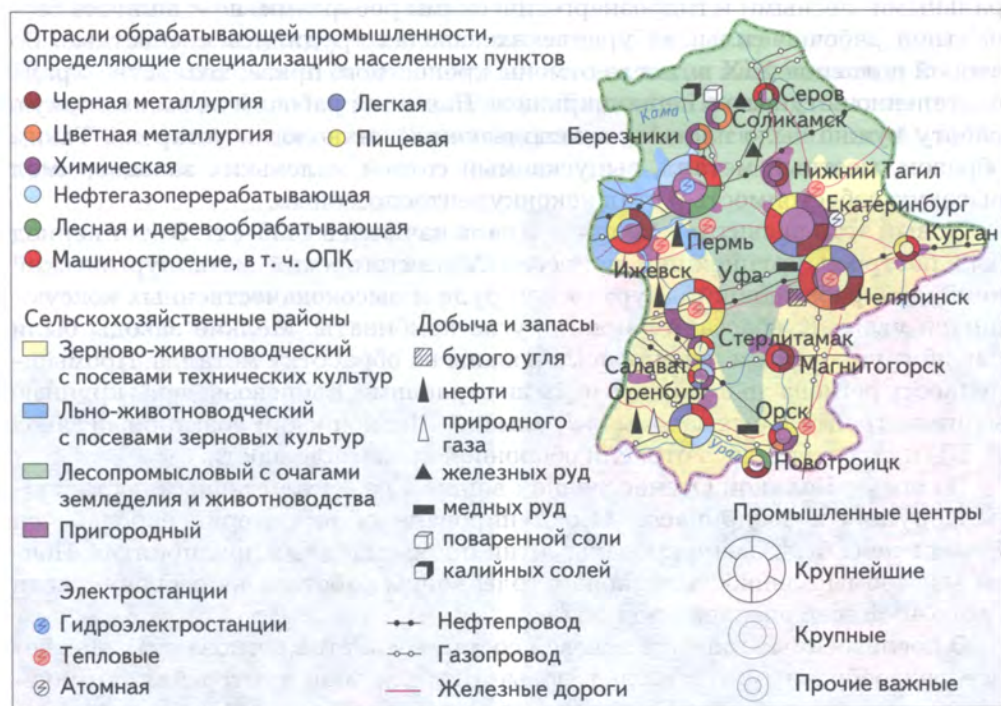 Отрасли обрабатывающей промышленности,
определяющие специализацию населенных пунктов
Черная металлургия
Цветная металлургия
Химическая
Нефтегазоперерабатывающая
Лесная и деревообрабатывающая
Машиностроение, в т. ч. ОПК
Легкая
Пищевая
Сельскохозяйственные районы
Зерново-животноводческий
с посевами технических культур
Льно-животноводческий
с посевами зерновых культур
Лесопромысловый с очагами
земледелия и животноводства
Пригородный
Электростанции
Гидроэлектростанции
Тепловые
Атомная
Добыча и запасы
бурого угля
нефти
природного
газа
железных руд
медных руд
поваренной соли
калийных солей
Нефтепровод
Газопровод
Железные дороги
Промышленные центры
Крупнейшие
Крупные
Прочие важные
Серов
Кама
Соликамск
Березники
Нижний Тагил
Екатеринбург
Пермь
Курган
Ижевск
Уфа
Челябинск
Стерлитамак
Салават
Магнитогорск
Оренбург
Орск
Урал
Новотроицк